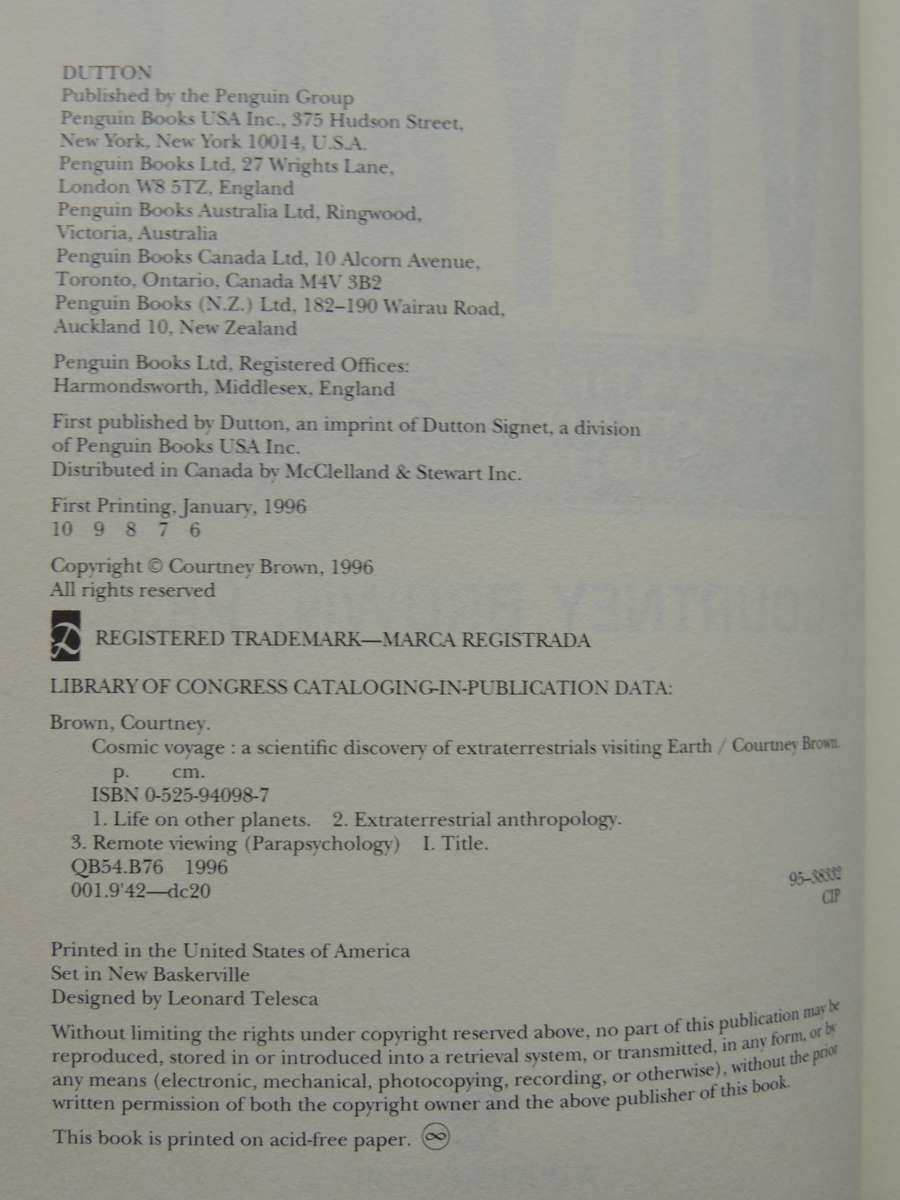 DUTTON
Published by the Penguin Group
Penguin Books USA Inc., 375 Hudson Street,
New York, New York 10014, U.S.A.
Penguin Books Ltd, 27 Wrights Lane,
London W8 5TZ, England
Penguin Books Australia Ltd, Ringwood,
Victoria, Australia
Penguin Books Canada Ltd, 10 Alcorn Avenue,
Toronto, Ontario, Canada M4V 3B2
Penguin Books (N.Z.) Ltd, 182–190 Wairau Road,
Auckland 10, New Zealand
Penguin Books Ltd, Registered Offices:
Harmondsworth, Middlesex, England
First published by Dutton, an imprint of Dutton Signet, a division
of Penguin Books USA Inc.
Distributed in Canada by McClelland & Stewart Inc.
First Printing, January, 1996
10 9 8 7 6
Copyright © Courtney Brown, 1996
All rights reserved
D REGISTERED TRADEMARK—MARCA REGISTRADA
LIBRARY OF CONGRESS CATALOGING-IN-PUBLICATION DATA:
Brown, Courtney.
Cosmic voyage : a scientific discovery of extraterrestrials visiting Earth / Courtney Brown.
p. cm.
ISBN 0-525-94098-7
1. Life on other planets. 2. Extraterrestrial anthropology.
3. Remote viewing (Parapsychology) I. Title.
QB54.B76 1996
001.9'42—dc20
95–38332
CIP
Printed in the United States of America
Set in New Baskerville
Designed by Leonard Telesca
Without limiting the rights under copyright reserved above, no part of this publication may be
reproduced, stored in or introduced into a retrieval system, or transmitted, in any form, or by
any means (electronic, mechanical, photocopying, recording, or otherwise), without the prior
written permission of both the copyright owner and the above publisher of this book.
This book is printed on acid-free paper. ∞